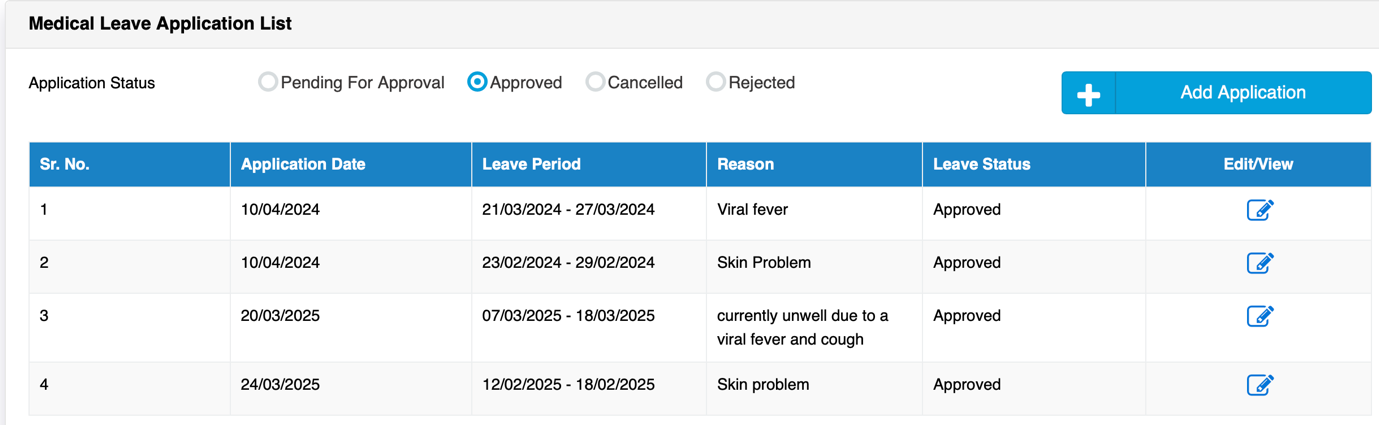 Medical Leave Application List
Application Status Pending For Approval Approved Cancelled Rejected Add Application
Sr. No. Application Date Leave Period Reason Leave Status Edit/View
1 10/04/2024 21/03/2024 - 27/03/2024 Viral fever Approved
2 10/04/2024 23/02/2024 - 29/02/2024 Skin Problem Approved
3 20/03/2025 07/03/2025 - 18/03/2025 currently unwell due to a Approved
viral fever and cough
4 24/03/2025 12/02/2025 - 18/02/2025 Skin problem Approved